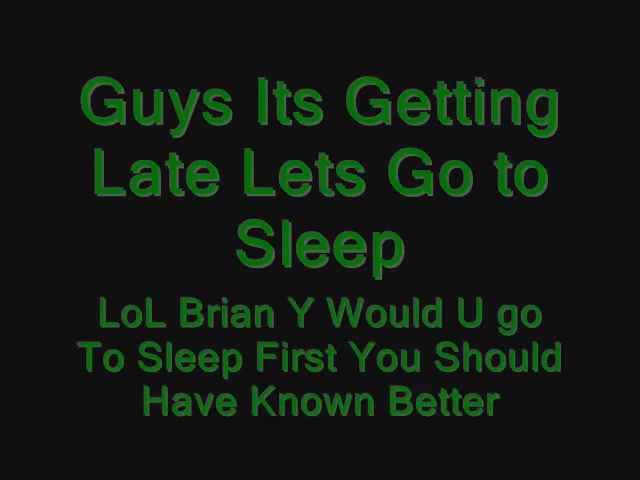 Guys Its Getting
Late Lets Go to
Sleep
LoL Brian Y Would U go
To Sleep First You Should
Have Known Better